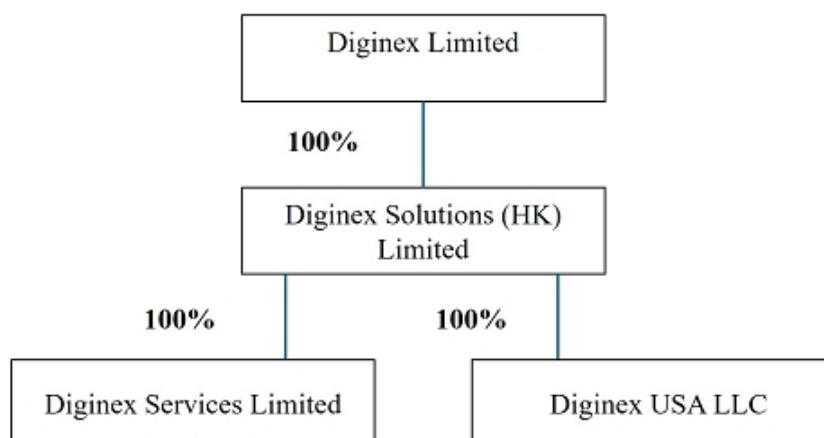 Diginex Limited
100%
Diginex Solutions (HK)
Limited
100%
100%
Diginex Services Limited
Diginex USA LLC